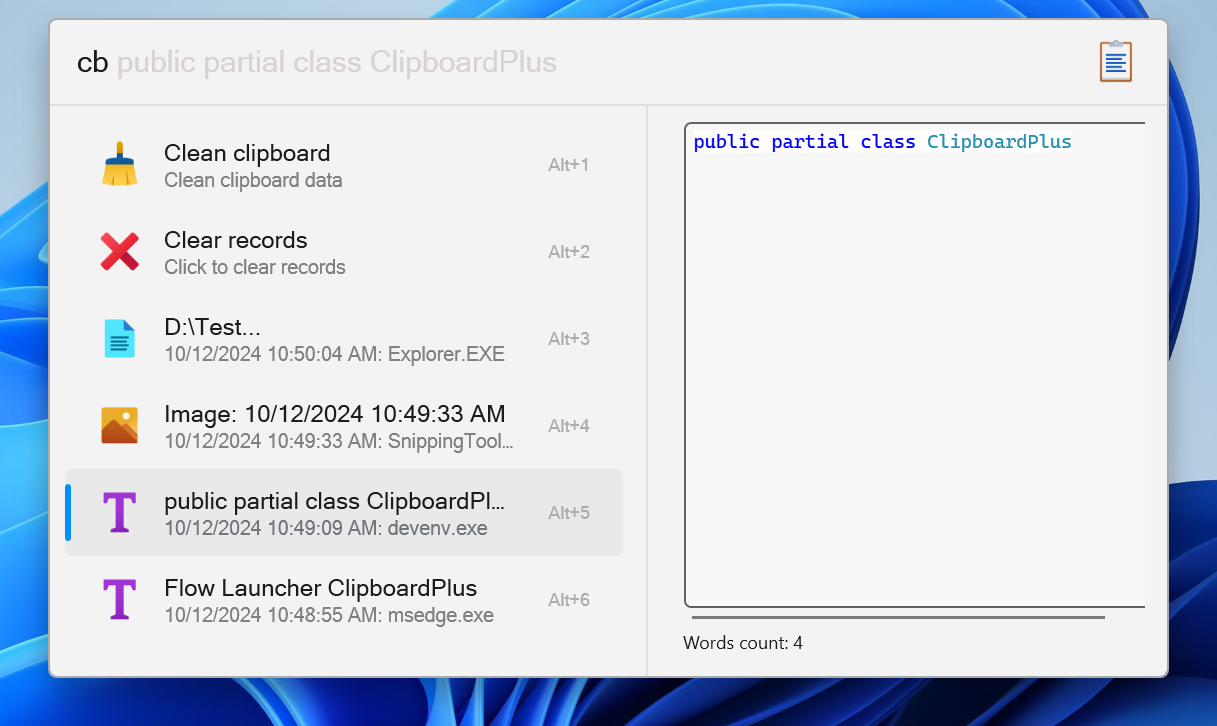 cb public partial class ClipboardPlus
Clean clipboard
Clean clipboard data
Alt+1
Clear records
Click to clear records
Alt+2
D:\Test...
10/12/2024 10:50:04 AM: Explorer.EXE
Alt+3
Image: 10/12/2024 10:49:33 AM
10/12/2024 10:49:33 AM: SnippingTool...
Alt+4
public partial class ClipboardPl...
10/12/2024 10:49:09 AM: devenv.exe
Alt+5
Flow Launcher ClipboardPlus
10/12/2024 10:48:55 AM: msedge.exe
Alt+6
public partial class ClipboardPlus
Words count: 4